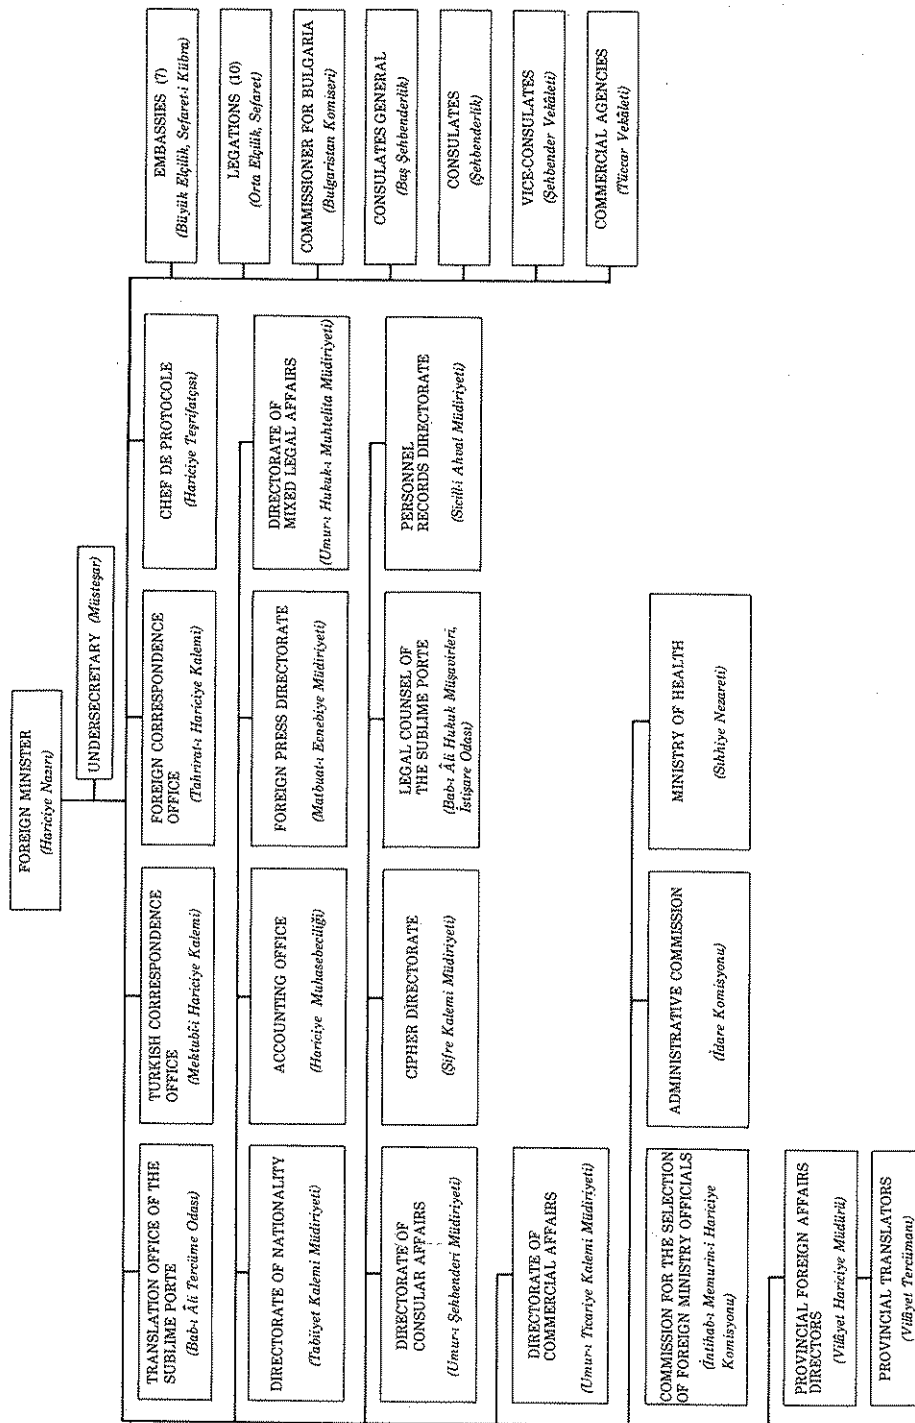 FOREIGN MINISTER
(Hariciye Nazırı)
UNDERSECRETARY (Müsteşar)
TRANSLATION OFFICE OF THE
SUBLIME PORTE
(Bab-ı Âli Tercüme Odası)
TURKISH CORRESPONDENCE
OFFICE
(Mektubî-i Hariciye Kalemi)
FOREIGN CORRESPONDENCE
OFFICE
(Tahrirat-ı Hariciye Kalemi)
CHEF DE PROTOCOLE
(Hariciye Teşrifatçısı)
EMBASSIES (7)
(Büyük Elçilik, Sefaret-i Kübra)
LEGATIONS (10)
(Orta Elçilik, Sefaret)
COMMISSIONER FOR BULGARIA
(Bulgaristan Komiseri)
CONSULATES GENERAL
(Baş Şehbenderlik)
CONSULATES
(Şehbenderlik)
VICE-CONSULATES
(Şehbender Vekâleti)
COMMERCIAL AGENCIES
(Tüccar Vekâleti)
DIRECTORATE OF NATIONALITY
(Tabiiyet Kalemi Müdiriyeti)
ACCOUNTING OFFICE
(Hariciye Muhasebeciliği)
FOREIGN PRESS DIRECTORATE
(Matbuat-ı Ecnebiye Müdiriyeti)
DIRECTORATE OF
MIXED LEGAL AFFAIRS
(Umur-ı Hukuk-ı Muhtelita Müdiriyeti)
DIRECTORATE OF
CONSULAR AFFAIRS
(Umur-ı Şehbenderi Müdiriyeti)
CIPHER DIRECTORATE
(Şifre Kalemi Müdiriyeti)
LEGAL COUNSEL OF
THE SUBLIME PORTE
(Bab-ı Âli Hukuk Müşavirleri,
İstişare Odası)
PERSONNEL
RECORDS DIRECTORATE
(Sicill-i Ahval Müdiriyeti)
DIRECTORATE OF
COMMERCIAL AFFAIRS
(Umur-ı Ticariye Kalemi Müdiriyeti)
COMMISSION FOR THE SELECTION
OF FOREIGN MINISTRY OFFICIALS
(İntihab-ı Memurin-i Hariciye
Komisyonu)
ADMINISTRATIVE COMMISSION
(İdare Komisyonu)
MINISTRY OF HEALTH
(Sıhhiye Nezareti)
PROVINCIAL FOREIGN AFFAIRS
DIRECTORS
(Vilâyet Hariciye Müdürü)
PROVINCIAL TRANSLATORS
(Vilâyet Tercümanı)